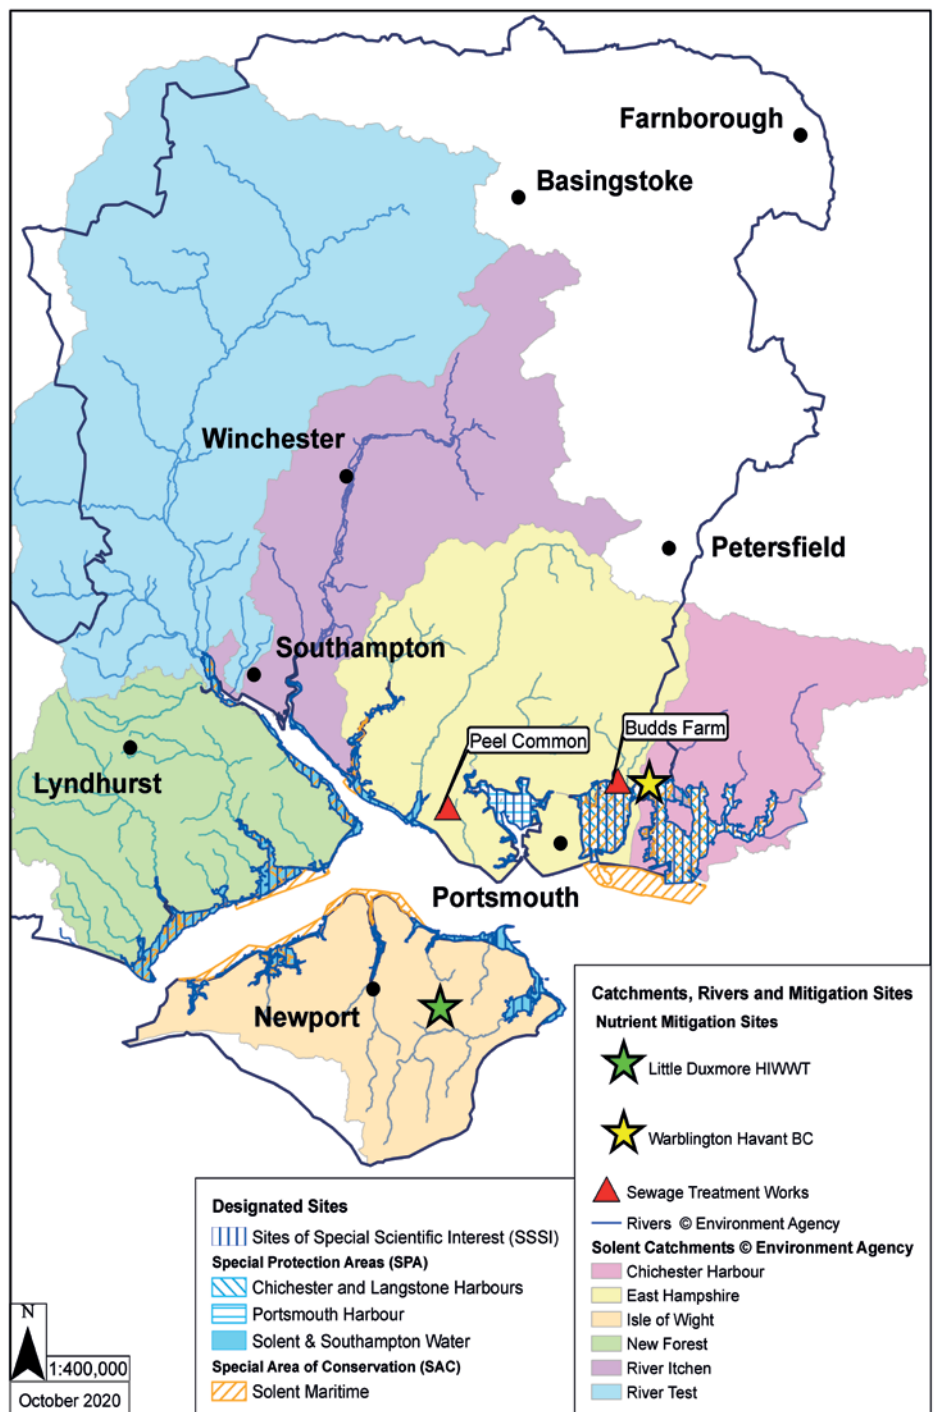 Farnborough
Basingstoke
Winchester
Petersfield
Southampton
Budds Farm
Peel Common
Lyndhurst
Portsmouth
Newport
Catchments, Rivers and Mitigation Sites
Nutrient Mitigation Sites
Little Duxmore HIWWT
Warblington Havant BC
Sewage Treatment Works
Rivers © Environment Agency
Solent Catchments © Environment Agency
Chichester Harbour
East Hampshire
Isle of Wight
New Forest
River Itchen
River Test
Designated Sites
Sites of Special Scientific Interest (SSSI)
Special Protection Areas (SPA)
Chichester and Langstone Harbours
Portsmouth Harbour
Solent & Southampton Water
Special Area of Conservation (SAC)
Solent Maritime
N
1:400,000
October 2020